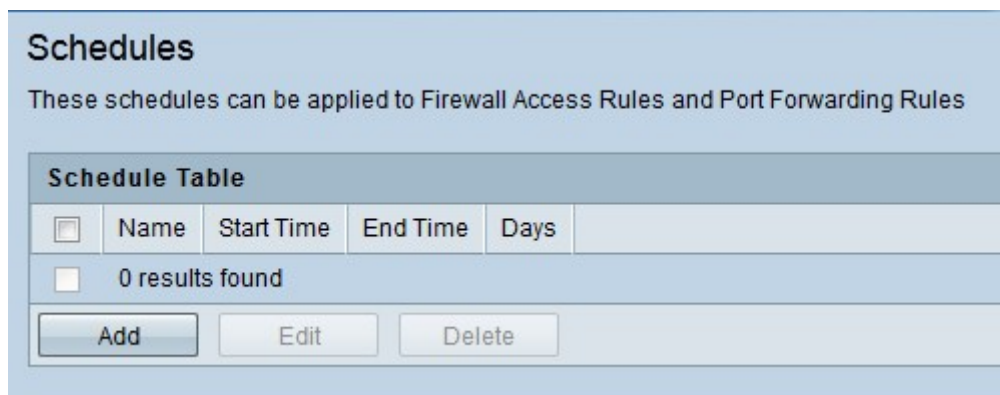 Schedules
These schedules can be applied to Firewall Access Rules and Port Forwarding Rules
Schedule Table
Name Start Time End Time Days
0 results found
Add Edit Delete